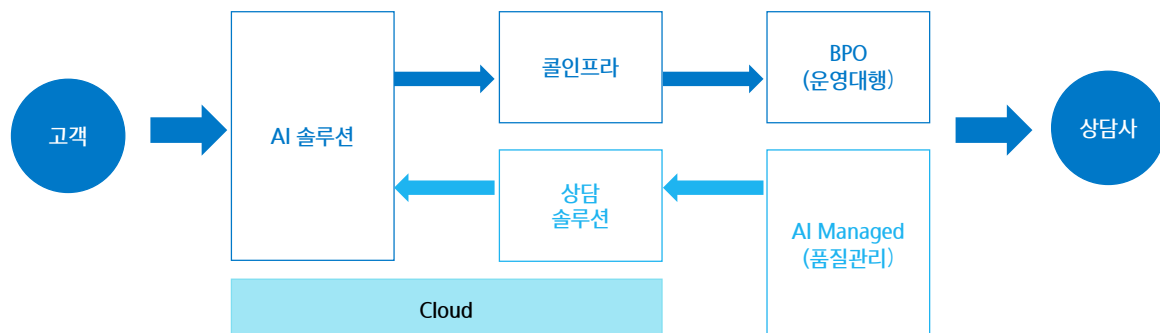 고객
AI 솔루션
콜인프라
BPO
(운영대행)
상담사
상담
솔루션
AI Managed
(품질관리)
Cloud